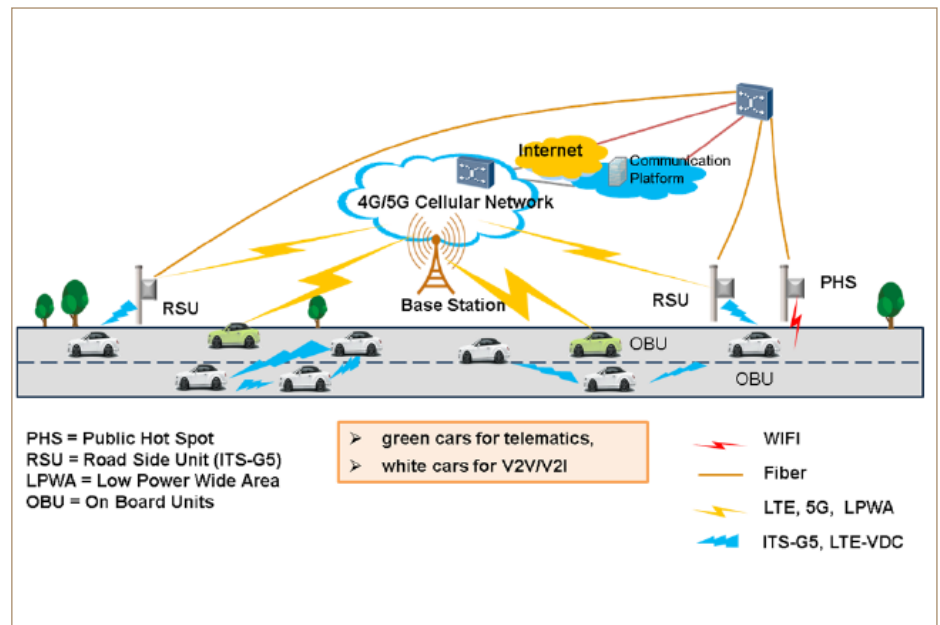 Internet
Communication
Platform
4G/5G Cellular Network
PHS
RSU
Base Station
RSU
OBU
OBU
PHS = Public Hot Spot
RSU = Road Side Unit (ITS-G5)
LPWA = Low Power Wide Area
OBU = On Board Units
➢ green cars for telematics,
➢ white cars for V2V/V2I
WIFI
Fiber
LTE, 5G, LPWA
ITS-G5, LTE-VDC